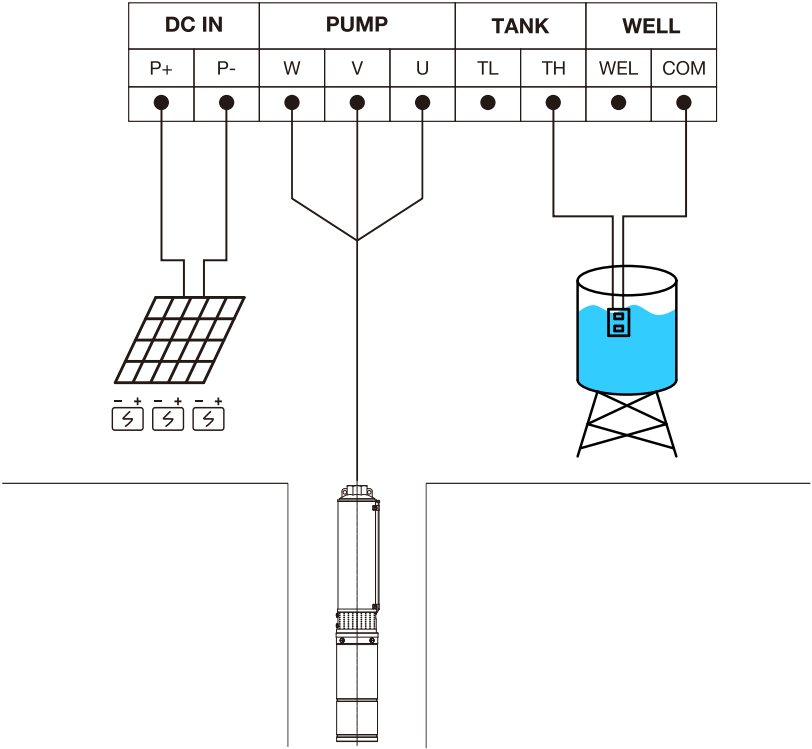 DC IN PUMP TANK WELL
P+ P- W V U TL TH WEL COM
- + - + - +